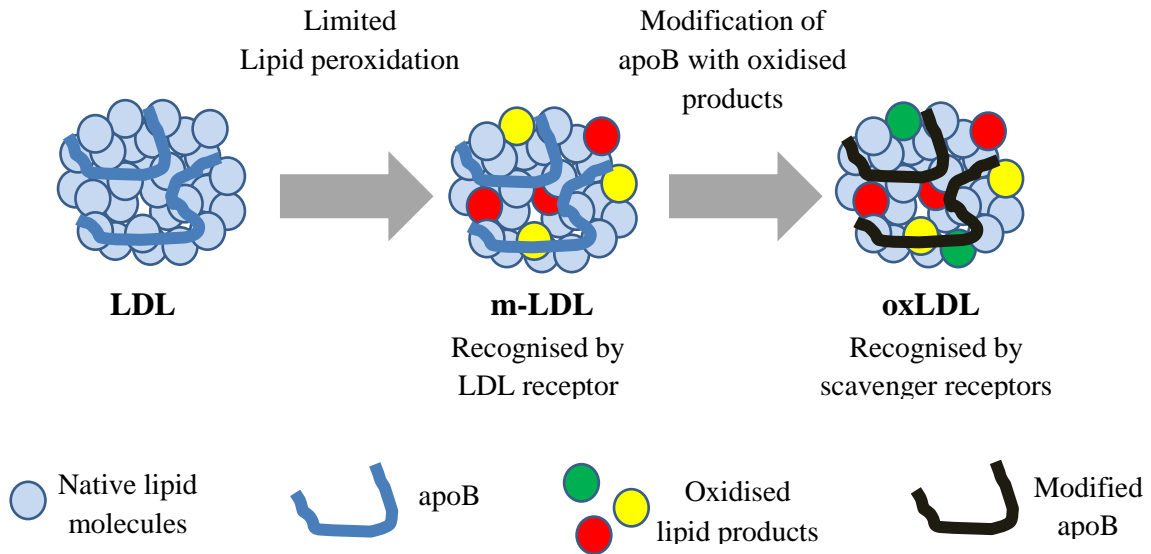 Limited
Lipid peroxidation
Modification of
apoB with oxidised
products
LDL
m-LDL
oxLDL
Recognised by
LDL receptor
Recognised by
scavenger receptors
Native lipid
molecules
apoB
Oxidised
lipid products
Modified
apoB